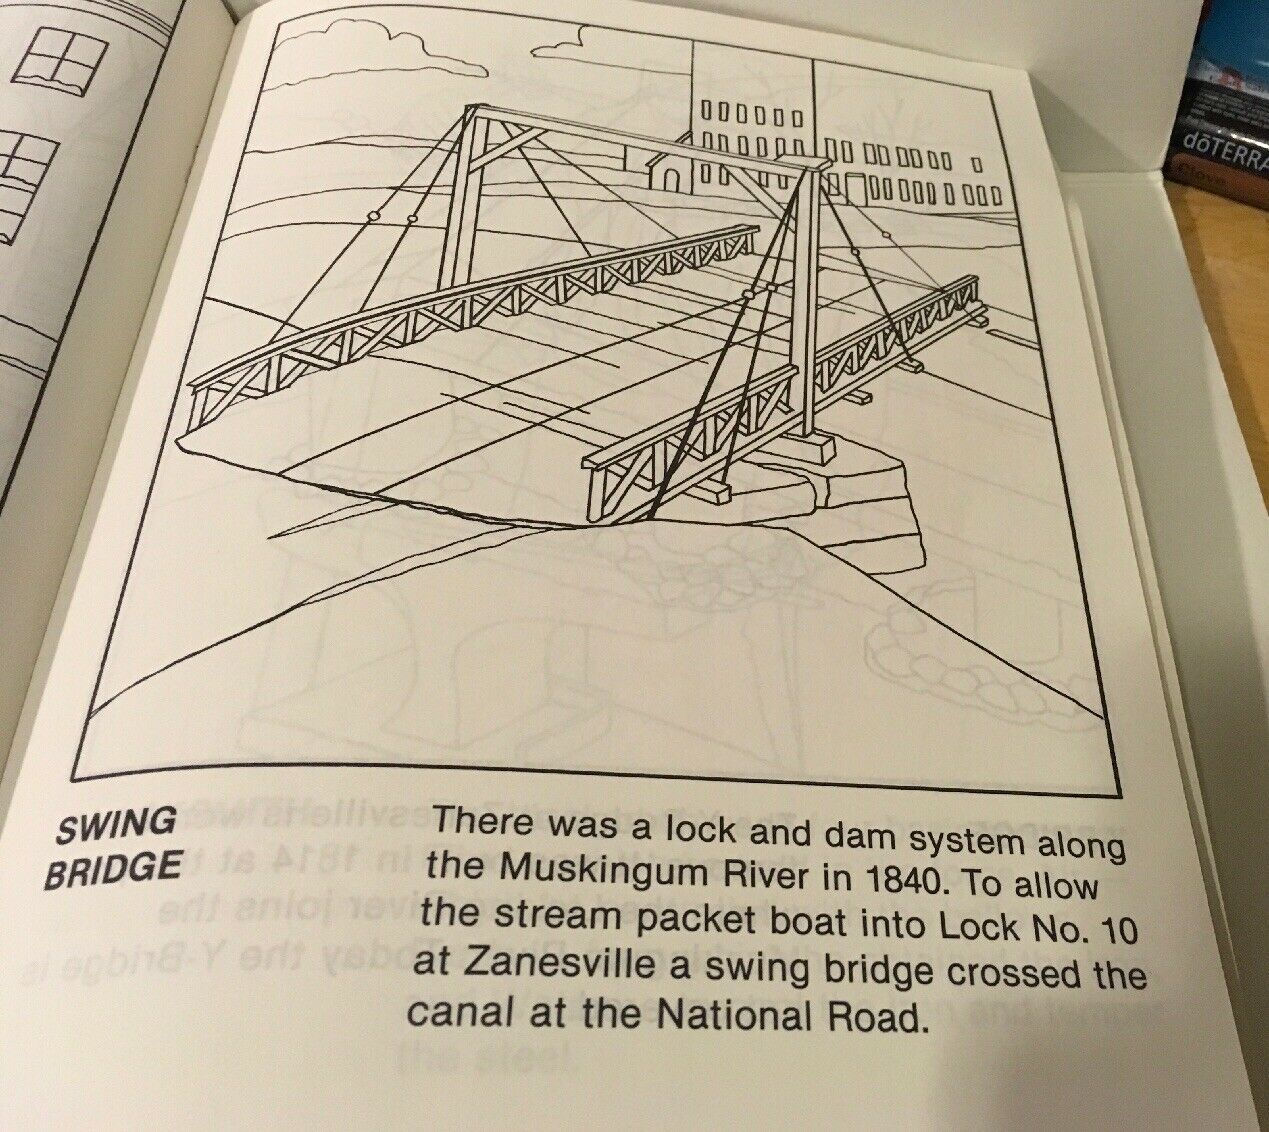 dōTERRA
Clove
SWING
BRIDGE
There was a lock and dam system along
the Muskingum River in 1840. To allow
the stream packet boat into Lock No. 10
at Zanesville a swing bridge crossed the
canal at the National Road.